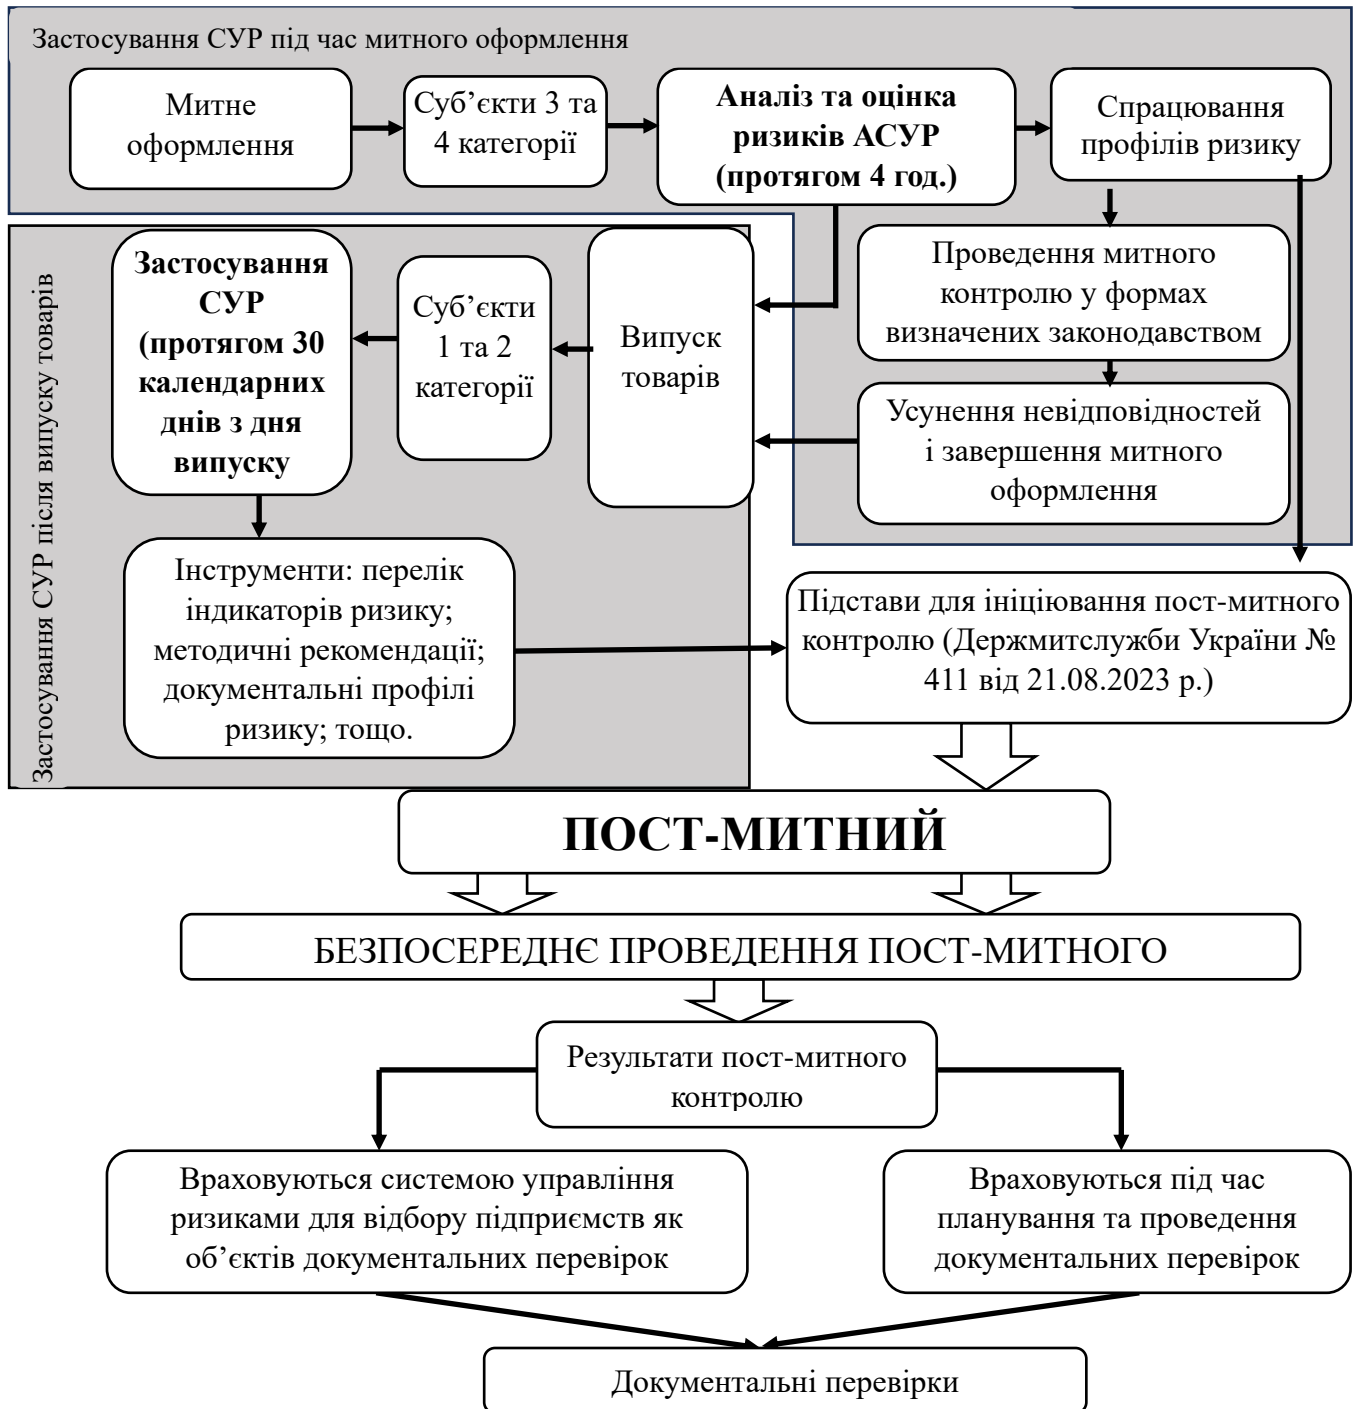 Застосування СУР під час митного оформлення
Митне
оформлення
Суб’єкти 3 та
4 категорії
Аналіз та оцінка
ризиків АСУР
(протягом 4 год.)
Спрацювання
профілів ризику
Проведення митного
контролю у формах
визначених законодавством
Усунення невідповідностей
і завершення митного
оформлення
Застосування СУР після випуску товарів
Випуск
товарів
Суб’єкти
1 та 2
категорії
Застосування
СУР
(протягом 30
календарних
днів з дня
випуску
Інструменти: перелік
індикаторів ризику;
методичні рекомендації;
документальні профілі
ризику; тощо.
Підстави для ініціювання пост-митного
контролю (Держмитслужби України №
411 від 21.08.2023 р.)
ПОСТ-МИТНИЙ
БЕЗПОСЕРЕДНЄ ПРОВЕДЕННЯ ПОСТ-МИТНОГО
Результати пост-митного
контролю
Враховуються системою управління
ризиками для відбору підприємств як
об’єктів документальних перевірок
Враховуються під час
планування та проведення
документальних перевірок
Документальні перевірки